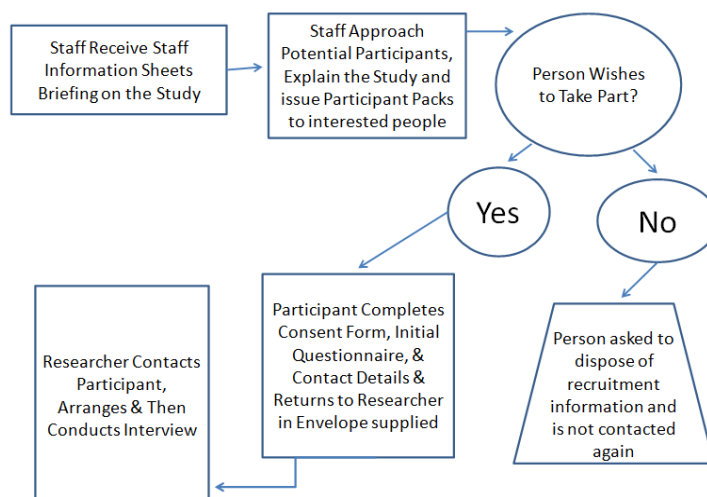 Staff Receive Staff
Information Sheets
Briefing on the Study
Staff Approach
Potential Participants,
Explain the Study and
issue Participant Packs
to interested people
Person Wishes
to Take Part?
Yes
No
Participant Completes
Consent Form, Initial
Questionnaire, &
Contact Details &
Returns to Researcher
in Envelope supplied
Researcher Contacts
Participant,
Arranges & Then
Conducts Interview
Person asked to
dispose of
recruitment
information and
is not contacted
again